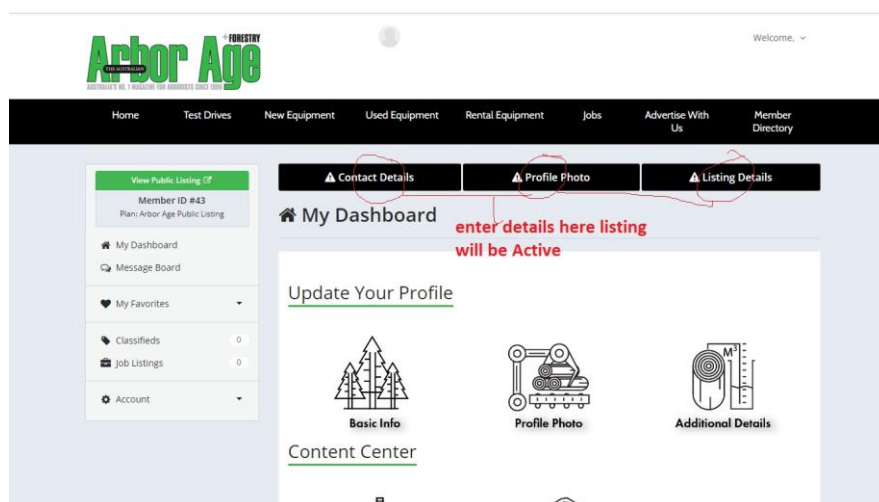 +FORESTRY
Arbor Age
THE AUSTRALIAN
AUSTRALIA'S NO. 1 MAGAZINE FOR ARBORISTS SINCE 1996
Welcome,
Home
Test Drives
New Equipment
Used Equipment
Rental Equipment
Jobs
Advertise With
Us
Member
Directory
View Public Listing
Member ID #43
Plan: Arbor Age Public Listing
My Dashboard
Message Board
My Favorites
Classifieds 0
Job Listings 0
Account
Contact Details
Profile Photo
Listing Details
My Dashboard
enter details here listing
will be Active
Update Your Profile
M3
Basic Info
Profile Photo
Additional Details
Content Center